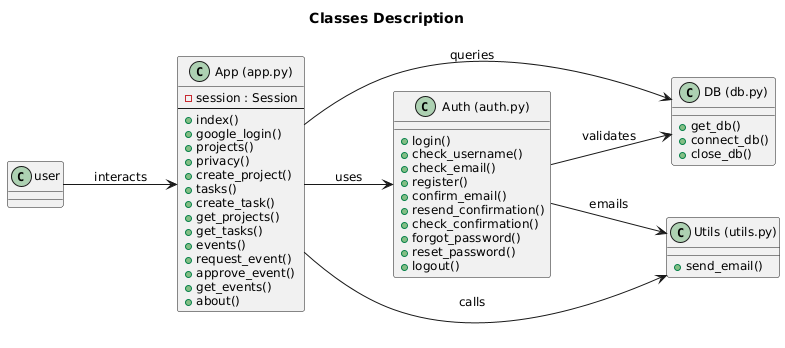 Classes Description
C user
interacts
C App (app.py)
session : Session
index()
google_login()
projects()
privacy()
create_project()
tasks()
create_task()
get_projects()
get_tasks()
events()
request_event()
approve_event()
get_events()
about()
queries
uses
calls
C Auth (auth.py)
login()
check_username()
check_email()
register()
confirm_email()
resend_confirmation()
check_confirmation()
forgot_password()
reset_password()
logout()
validates
emails
C DB (db.py)
get_db()
connect_db()
close_db()
C Utils (utils.py)
send_email()